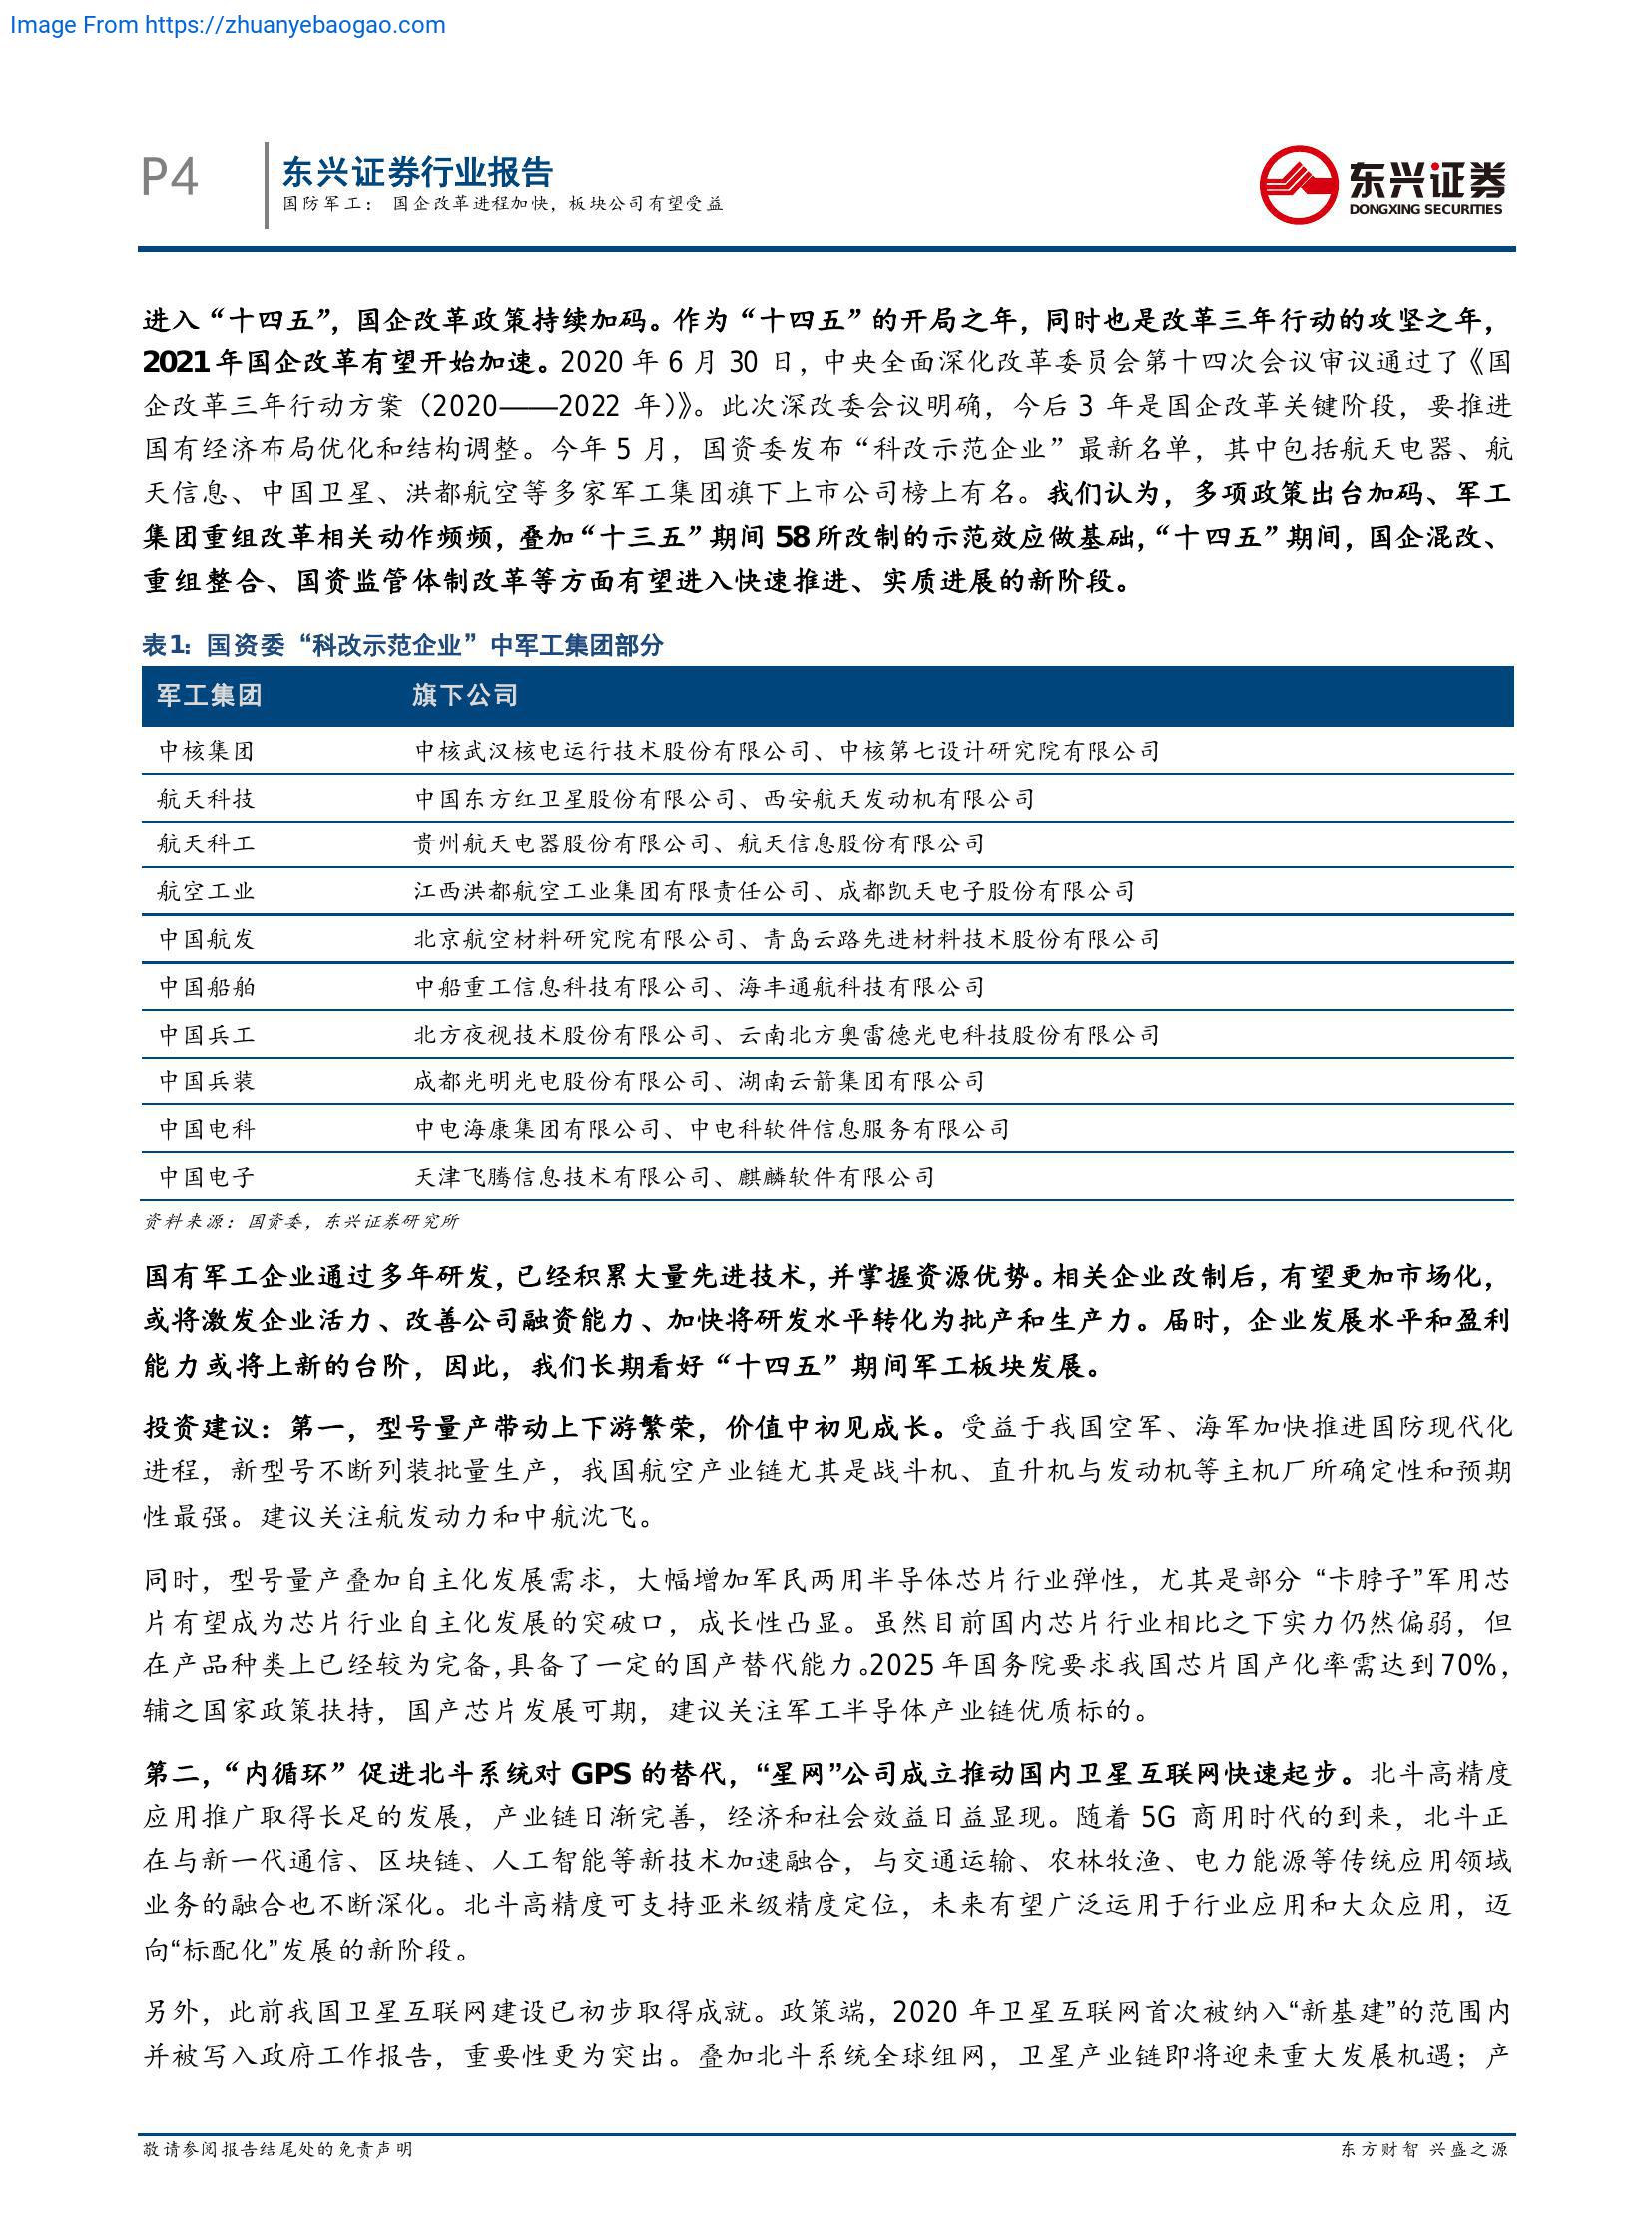 Image From https://zhuanyebaogao.com
P4
东兴证券行业报告
国防军工： 国企改革进程加快，板块公司有望受益
东兴证券
DONGXING SECURITIES
进入“十四五”，国企改革政策持续加码。作为“十四五”的开局之年，同时也是改革三年行动的攻坚之年，
2021年国企改革有望开始加速。2020 年 6 月 30 日，中央全面深化改革委员会第十四次会议审议通过了《国
企改革三年行动方案（2020——2022 年）》。此次深改委会议明确，今后 3 年是国企改革关键阶段，要推进
国有经济布局优化和结构调整。今年 5 月，国资委发布“科改示范企业”最新名单，其中包括航天电器、航
天信息、中国卫星、洪都航空等多家军工集团旗下上市公司榜上有名。我们认为，多项政策出台加码、军工
集团重组改革相关动作频频，叠加“十三五”期间 58 所改制的示范效应做基础，“十四五”期间，国企混改、
重组整合、国资监管体制改革等方面有望进入快速推进、实质进展的新阶段。
表1：国资委“科改示范企业”中军工集团部分
军工集团 旗下公司
中核集团 中核武汉核电运行技术股份有限公司、中核第七设计研究院有限公司
航天科技 中国东方红卫星股份有限公司、西安航天发动机有限公司
航天科工 贵州航天电器股份有限公司、航天信息股份有限公司
航空工业 江西洪都航空工业集团有限责任公司、成都凯天电子股份有限公司
中国航发 北京航空材料研究院有限公司、青岛云路先进材料技术股份有限公司
中国船舶 中船重工信息科技有限公司、海丰通航科技有限公司
中国兵工 北方夜视技术股份有限公司、云南北方奥雷德光电科技股份有限公司
中国兵装 成都光明光电股份有限公司、湖南云箭集团有限公司
中国电科 中电海康集团有限公司、中电科软件信息服务有限公司
中国电子 天津飞腾信息技术有限公司、麒麟软件有限公司
资料来源：国资委，东兴证券研究所
国有军工企业通过多年研发，已经积累大量先进技术，并掌握资源优势。相关企业改制后，有望更加市场化，
或将激发企业活力、改善公司融资能力、加快将研发水平转化为批产和生产力。届时，企业发展水平和盈利
能力或将上新的台阶，因此，我们长期看好“十四五”期间军工板块发展。
投资建议：第一，型号量产带动上下游繁荣，价值中初见成长。受益于我国空军、海军加快推进国防现代化
进程，新型号不断列装批量生产，我国航空产业链尤其是战斗机、直升机与发动机等主机厂所确定性和预期
性最强。建议关注航发动力和中航沈飞。
同时，型号量产叠加自主化发展需求，大幅增加军民两用半导体芯片行业弹性，尤其是部分 “卡脖子”军用芯
片有望成为芯片行业自主化发展的突破口，成长性凸显。虽然目前国内芯片行业相比之下实力仍然偏弱，但
在产品种类上已经较为完备，具备了一定的国产替代能力。2025 年国务院要求我国芯片国产化率需达到 70%，
辅之国家政策扶持，国产芯片发展可期，建议关注军工半导体产业链优质标的。
第二，“内循环”促进北斗系统对 GPS 的替代，“星网”公司成立推动国内卫星互联网快速起步。北斗高精度
应用推广取得长足的发展，产业链日渐完善，经济和社会效益日益显现。随着 5G 商用时代的到来，北斗正
在与新一代通信、区块链、人工智能等新技术加速融合，与交通运输、农林牧渔、电力能源等传统应用领域
业务的融合也不断深化。北斗高精度可支持亚米级精度定位，未来有望广泛运用于行业应用和大众应用，迈
向“标配化”发展的新阶段。
另外，此前我国卫星互联网建设已初步取得成就。政策端，2020 年卫星互联网首次被纳入“新基建”的范围内
并被写入政府工作报告，重要性更为突出。叠加北斗系统全球组网，卫星产业链即将迎来重大发展机遇；产
敬请参阅报告结尾处的免责声明
东方财智 兴盛之源